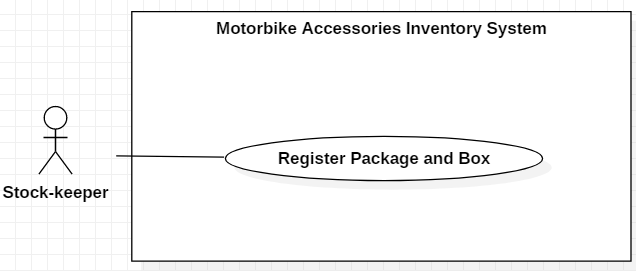 Motorbike Accessories Inventory System
Register Package and Box
Stock-keeper